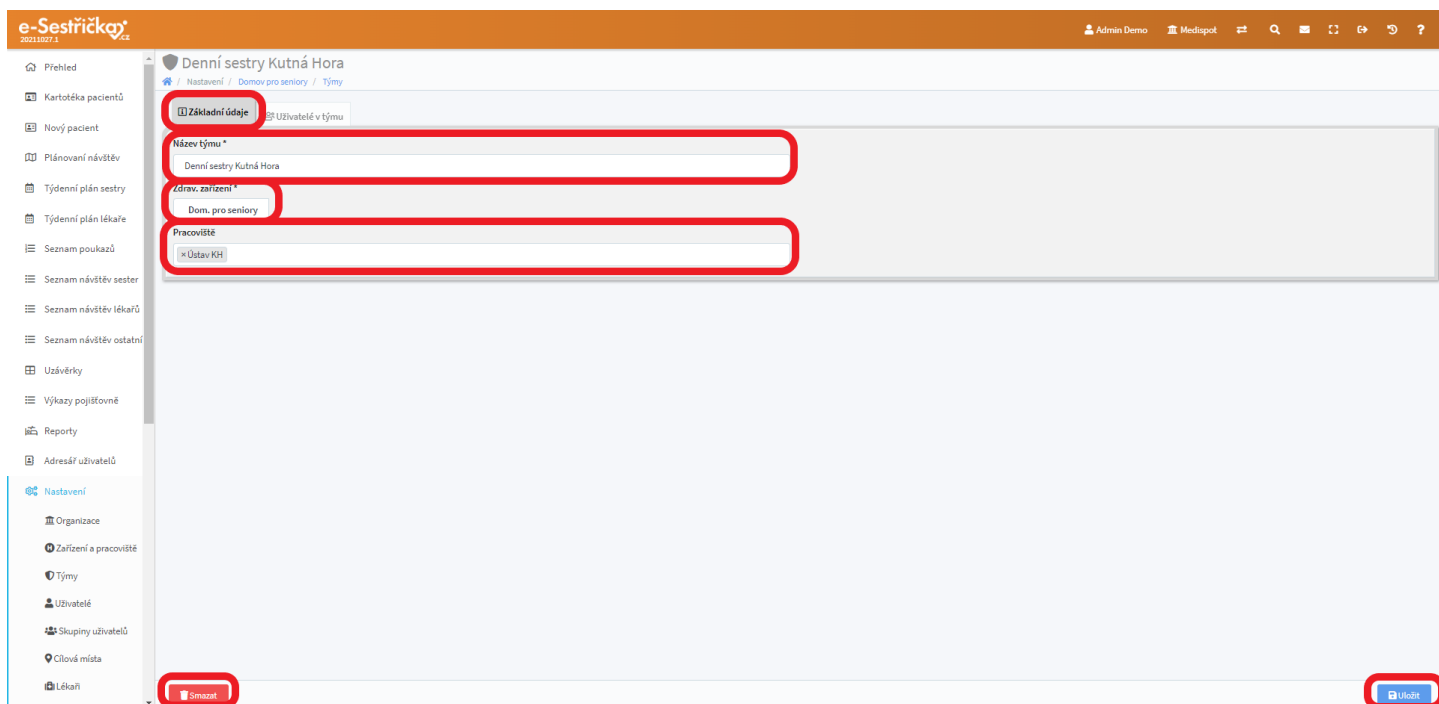 e-Sestřička.cz
20211027.1
Admin Demo
Medispot
?
Přehled
Kartotéka pacientů
Nový pacient
Plánovaní návštěv
Týdenní plán sestry
Týdenní plán lékaře
Seznam poukazů
Seznam návštěv sester
Seznam návštěv lékařů
Seznam návštěv ostatní
Uzávěrky
Výkazy pojišťovně
Reporty
Adresář uživatelů
Nastavení
Organizace
Zařízení a pracoviště
Týmy
Uživatelé
Skupiny uživatelů
Cílová místa
Lékaři
Denní sestry Kutná Hora
/ Nastavení / Domov pro seniory / Týmy
Základní údaje
Uživatelé v týmu
Název týmu *
Denní sestry Kutná Hora
Zdrav. zařízení *
Dom. pro seniory
Pracoviště
× Ústav KH
Smazat
Uložit